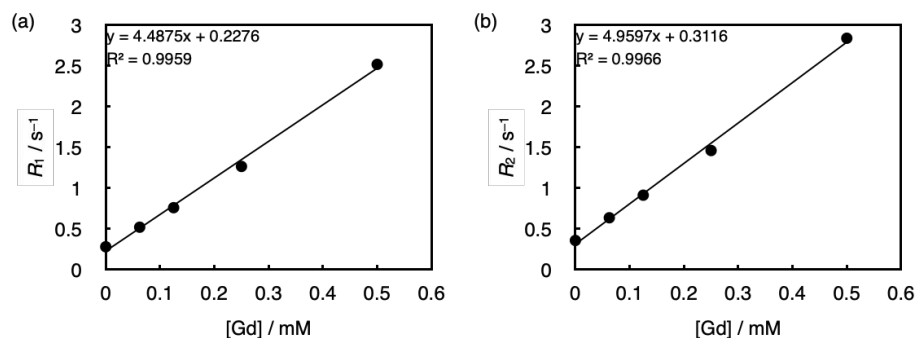 (a)
y = 4.4875x + 0.2276
R² = 0.9959
R₁ / s⁻¹
3
2.5
2
1.5
1
0.5
0
0 0.1 0.2 0.3 0.4 0.5 0.6
[Gd] / mM
(b)
y = 4.9597x + 0.3116
R² = 0.9966
R₂ / s⁻¹
3
2.5
2
1.5
1
0.5
0
0 0.1 0.2 0.3 0.4 0.5 0.6
[Gd] / mM